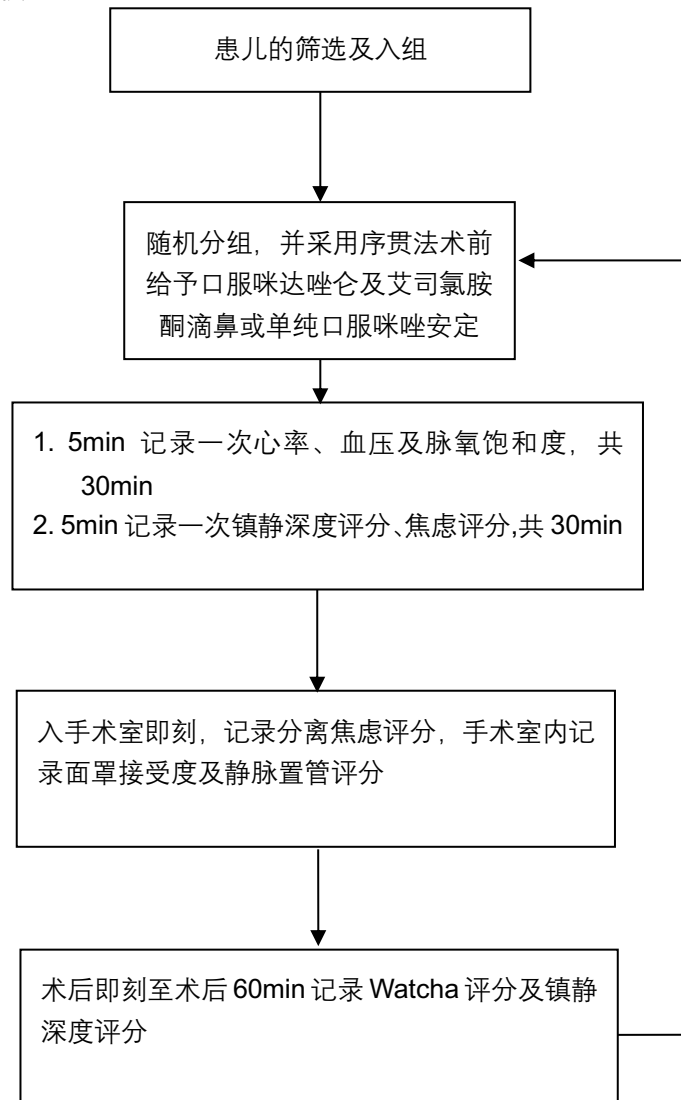 患儿的筛选及入组
随机分组，并采用序贯法术前
给予口服咪达唑仑及艾司氯胺
酮滴鼻或单纯口服咪唑安定
1. 5min 记录一次心率、血压及脉氧饱和度，共
30min
2. 5min 记录一次镇静深度评分、焦虑评分,共 30min
入手术室即刻，记录分离焦虑评分，手术室内记
录面罩接受度及静脉置管评分
术后即刻至术后 60min 记录 Watcha 评分及镇静
深度评分